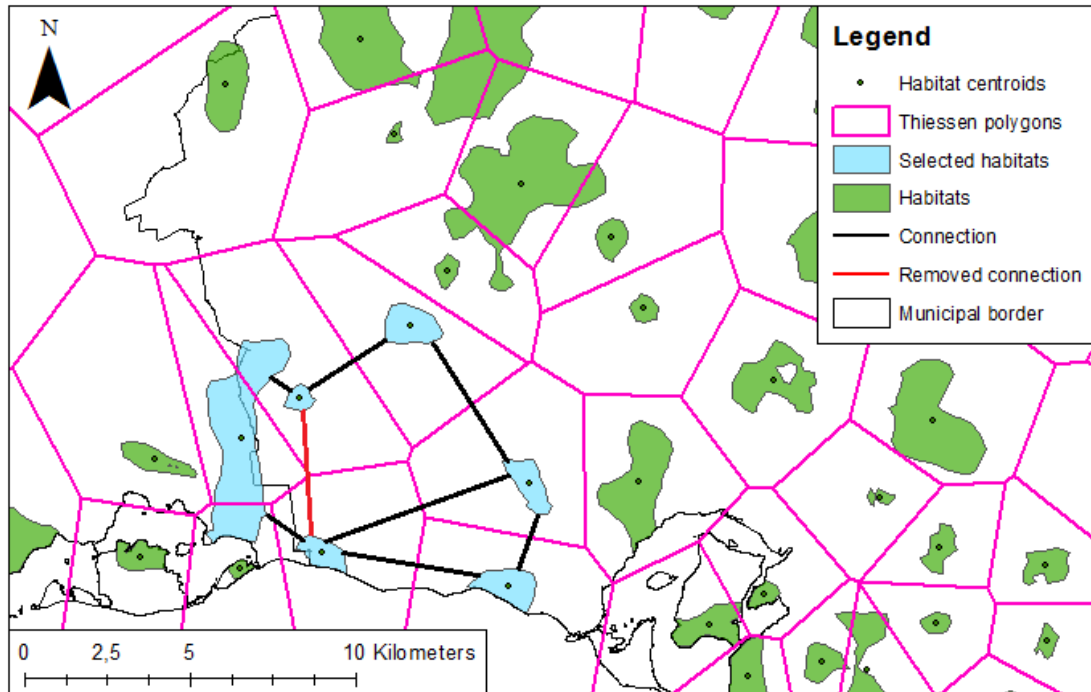 N
Legend
Habitat centroids
Thiessen polygons
Selected habitats
Habitats
Connection
Removed connection
Municipal border
0 2,5 5 10 Kilometers